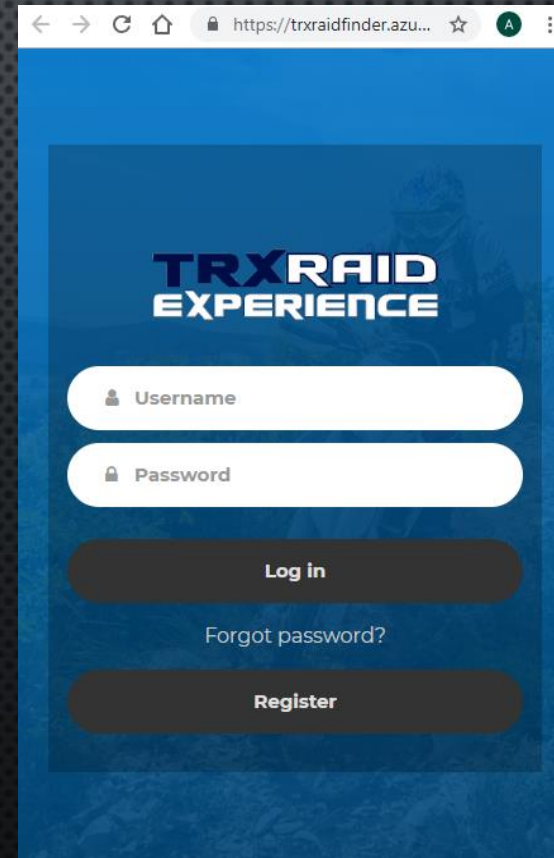 https://trxraidfinder.azu...
A
TRXRAID
EXPERIENCE
Username
Password
Log in
Forgot password?
Register